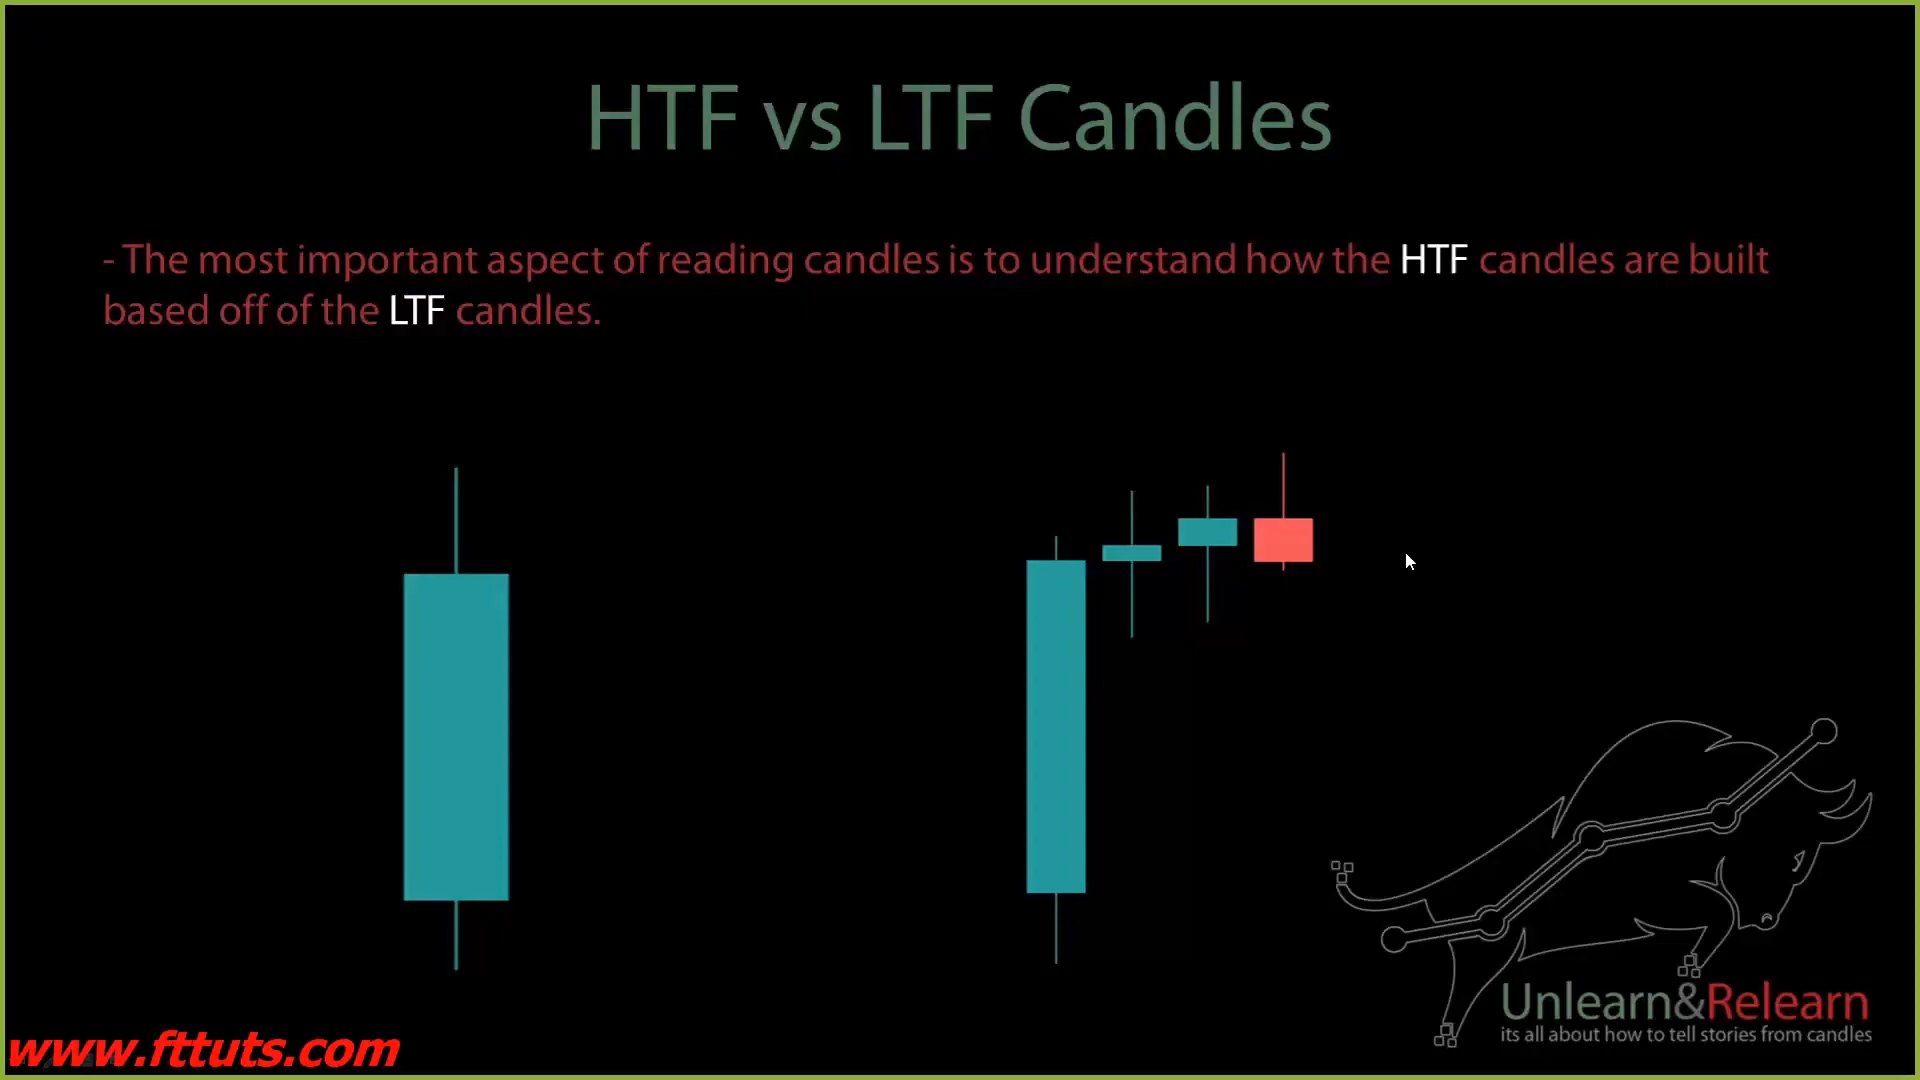 HTF vs LTF Candles
- The most important aspect of reading candles is to understand how the HTF candles are built
based off of the LTF candles.
Unlearn&Relearn
its all about how to tell stories from candles
www.fttuts.com